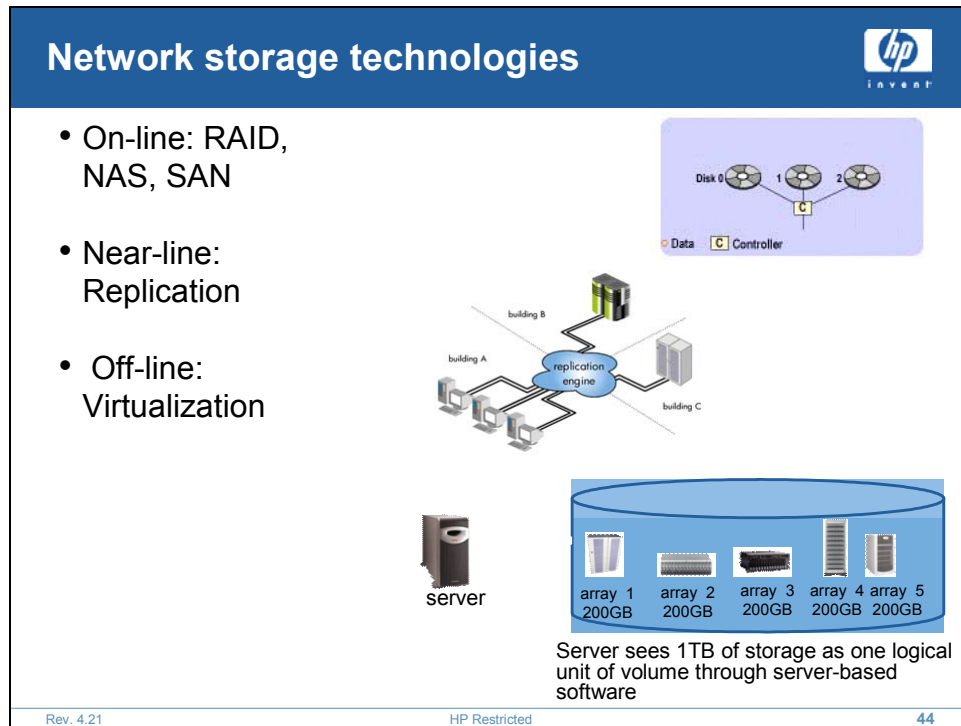 Network storage technologies
hp
invent
• On-line: RAID,
NAS, SAN
• Near-line:
Replication
• Off-line:
Virtualization
Disk 0 1 2
C
Data C Controller
building B
building A
replication
engine
building C
server
array 1 array 2 array 3 array 4 array 5
200GB 200GB 200GB 200GB 200GB
Server sees 1TB of storage as one logical
unit of volume through server-based
software
Rev. 4.21 HP Restricted 44